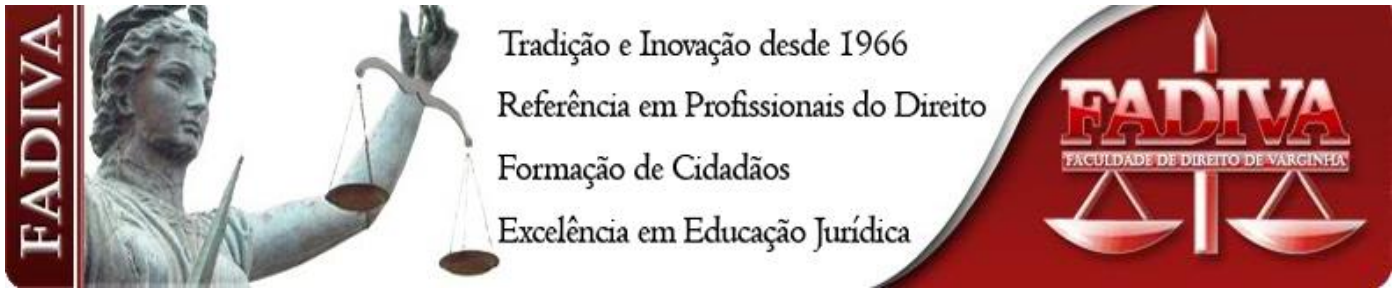 FADIVA
Tradição e Inovação desde 1966
Referência em Profissionais do Direito
Formação de Cidadãos
Excelência em Educação Jurídica
FADIVA
FACULDADE DE DIREITO DE VARGINHA